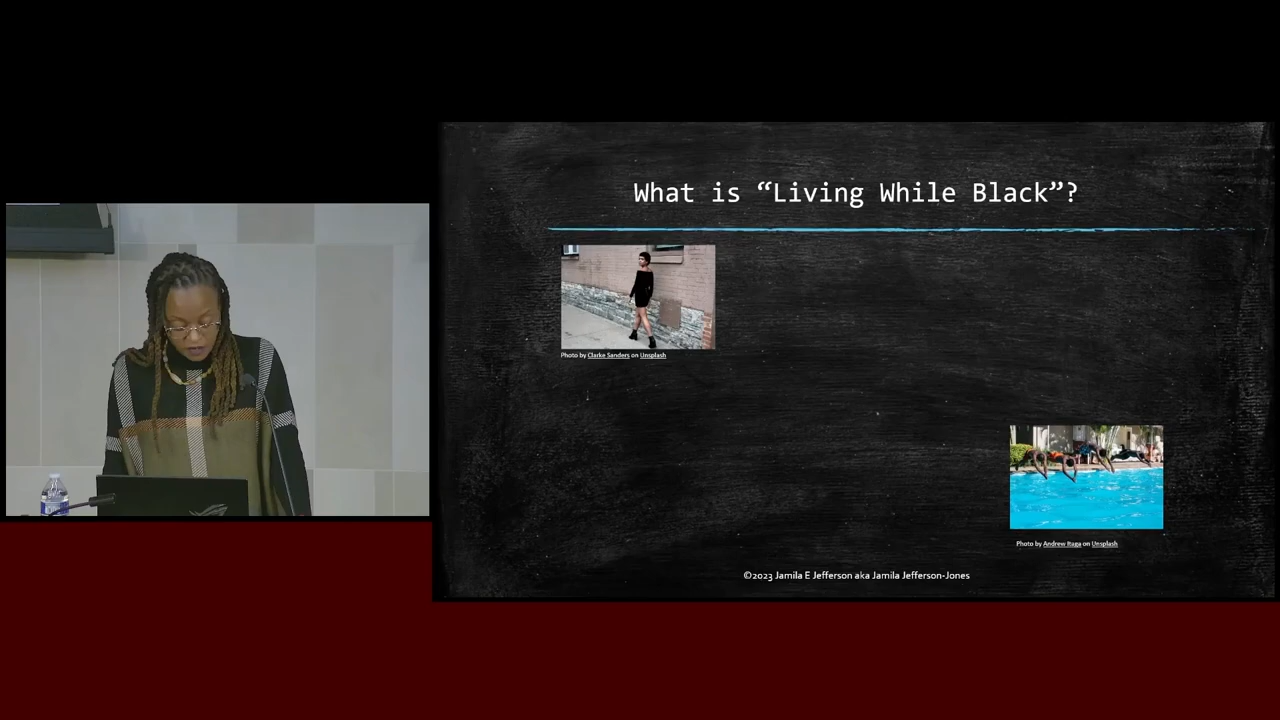 What is “Living While Black”?
Photo by Clarke Sanders on Unsplash
Photo by Andrew Itaga on Unsplash
©2023 Jamila E Jefferson aka Jamila Jefferson-Jones